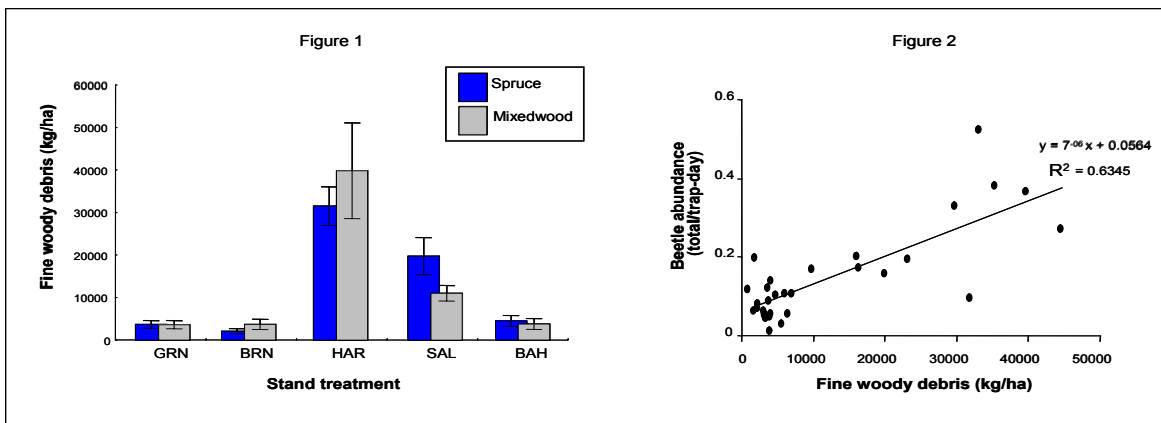 Figure 1
Fine woody debris (kg/ha)
60000
50000
40000
30000
20000
10000
0
Spruce
Mixedwood
GRN BRN HAR SAL BAH
Stand treatment
Figure 2
Beetle abundance
(total/trap-day)
0.6
0.4
0.2
0
y = 7-06 x + 0.0564
R2 = 0.6345
0 10000 20000 30000 40000 50000
Fine woody debris (kg/ha)